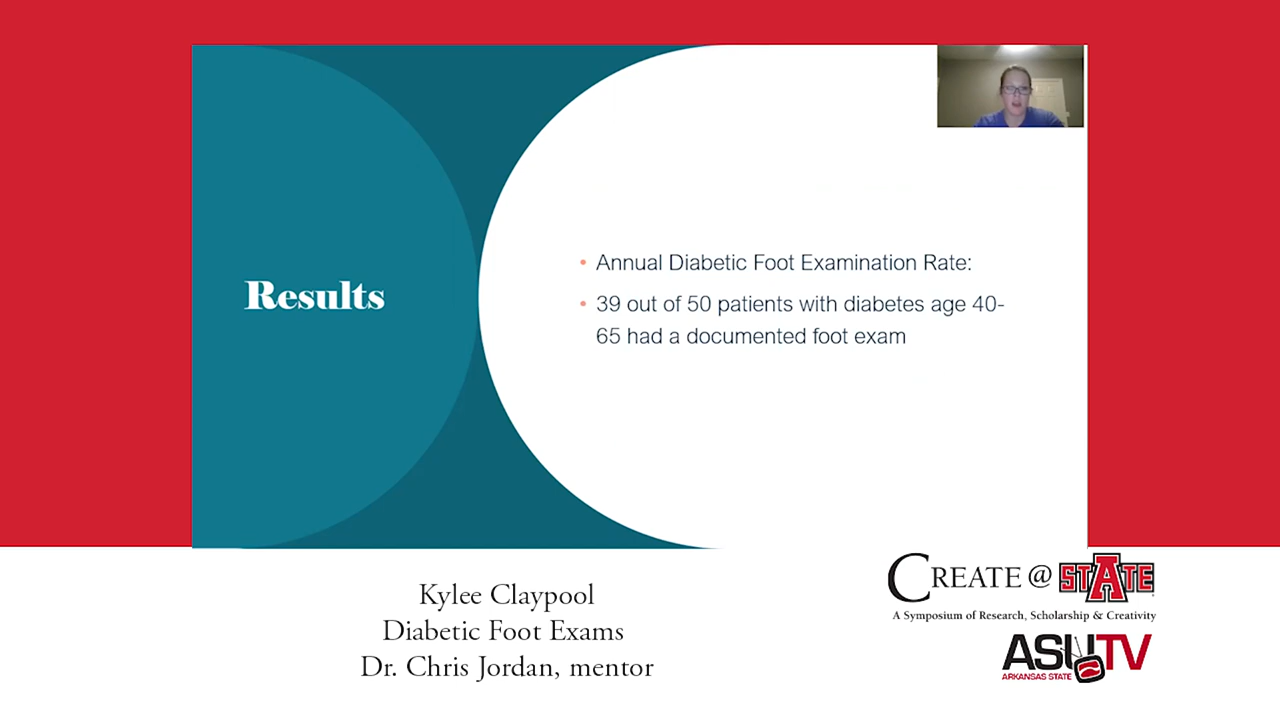 Results
• Annual Diabetic Foot Examination Rate:
• 39 out of 50 patients with diabetes age 40-
65 had a documented foot exam
Kylee Claypool
Diabetic Foot Exams
Dr. Chris Jordan, mentor
CREATE @ STATE
A Symposium of Research, Scholarship & Creativity
ASU TV
ARKANSAS STATE